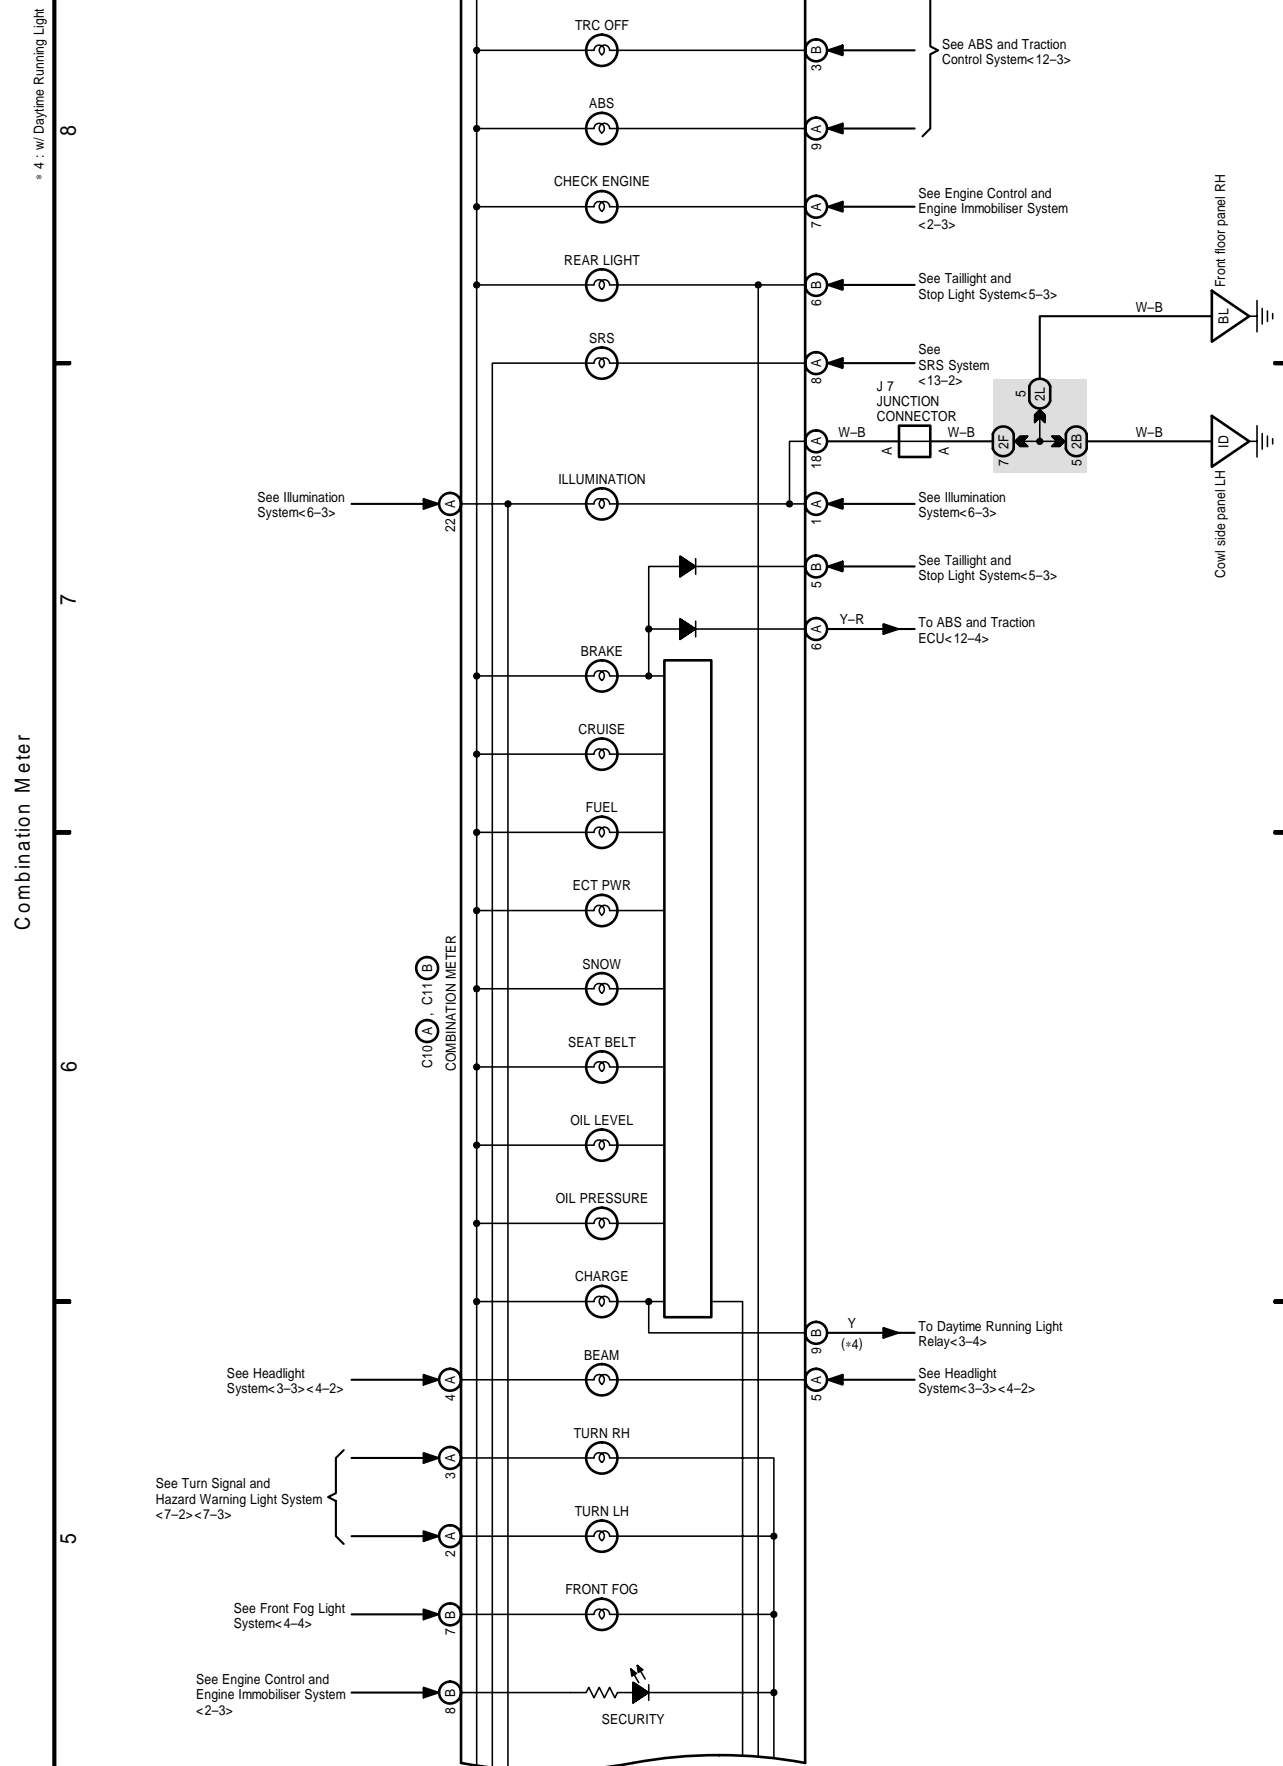 * 4 : w/ Daytime Running Light
8
7
Combination Meter
6
5
TRC OFF
B
3
See ABS and Traction
Control System<12–3>
ABS
A
9
CHECK ENGINE
A
7
See Engine Control and
Engine Immobiliser System
<2–3>
REAR LIGHT
B
6
See Taillight and
Stop Light System<5–3>
SRS
A
8
See
SRS System
<13–2>
Front floor panel RH
W–B
BL
J 7
JUNCTION
CONNECTOR
A
18
W–B
A
W–B
A
2F
7
2L
5
2B
5
W–B
ID
Cowl side panel LH
See Illumination
System<6–3>
A
22
ILLUMINATION
A
1
See Illumination
System<6–3>
B
5
See Taillight and
Stop Light System<5–3>
A
6
Y–R
To ABS and Traction
ECU<12–4>
BRAKE
CRUISE
FUEL
ECT PWR
C10 A , C11 B
COMBINATION METER
SNOW
SEAT BELT
OIL LEVEL
OIL PRESSURE
CHARGE
B
9
Y
(*4)
To Daytime Running Light
Relay<3–4>
See Headlight
System<3–3><4–2>
A
4
BEAM
A
5
See Headlight
System<3–3><4–2>
See Turn Signal and
Hazard Warning Light System
<7–2><7–3>
A
3
TURN RH
A
2
TURN LH
See Front Fog Light
System<4–4>
B
7
FRONT FOG
See Engine Control and
Engine Immobiliser System
<2–3>
B
8
SECURITY